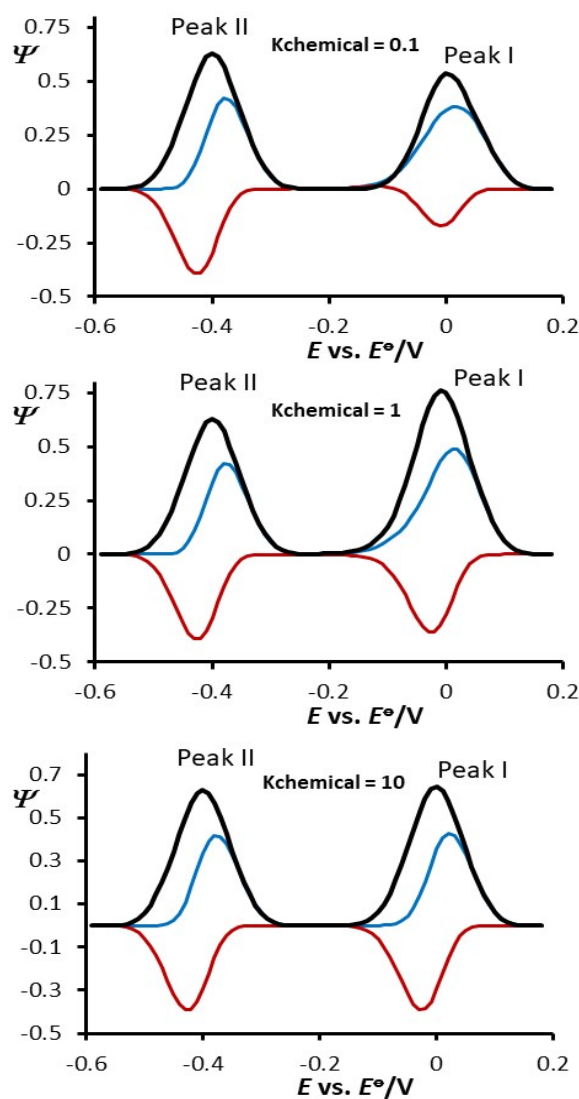 0.75
Peak II
Kchemical = 0.1
Peak I
Ψ
0.5
0.25
0
-0.25
-0.5
-0.6
-0.4
-0.2
0
0.2
E vs. E°/V
0.75
Peak II
Kchemical = 1
Peak I
Ψ
0.5
0.25
0
-0.25
-0.5
-0.6
-0.4
-0.2
0
0.2
E vs. E°/V
Peak II
Kchemical = 10
Peak I
0.7
Ψ
0.5
0.3
0.1
-0.1
-0.3
-0.5
-0.6
-0.4
-0.2
0
0.2
E vs. E°/V